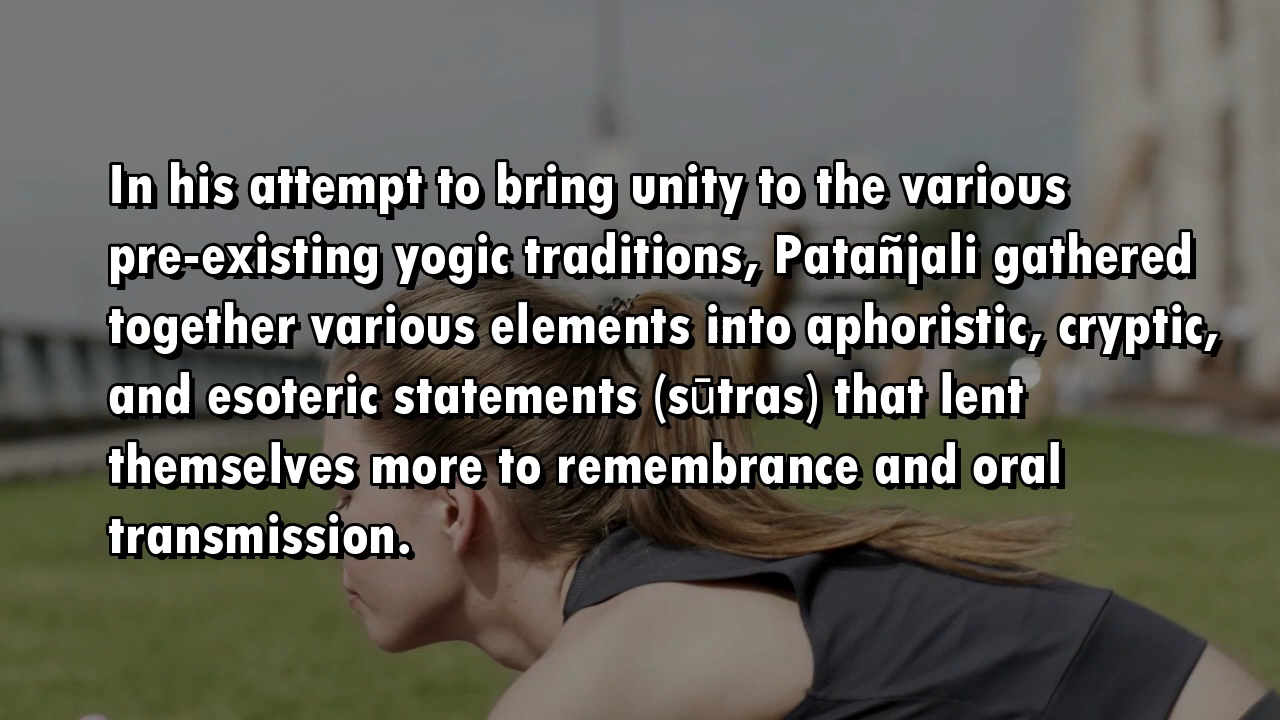 In his attempt to bring unity to the various
pre-existing yogic traditions, Patañjali gathered
together various elements into aphoristic, cryptic,
and esoteric statements (sūtras) that lent
themselves more to remembrance and oral
transmission.